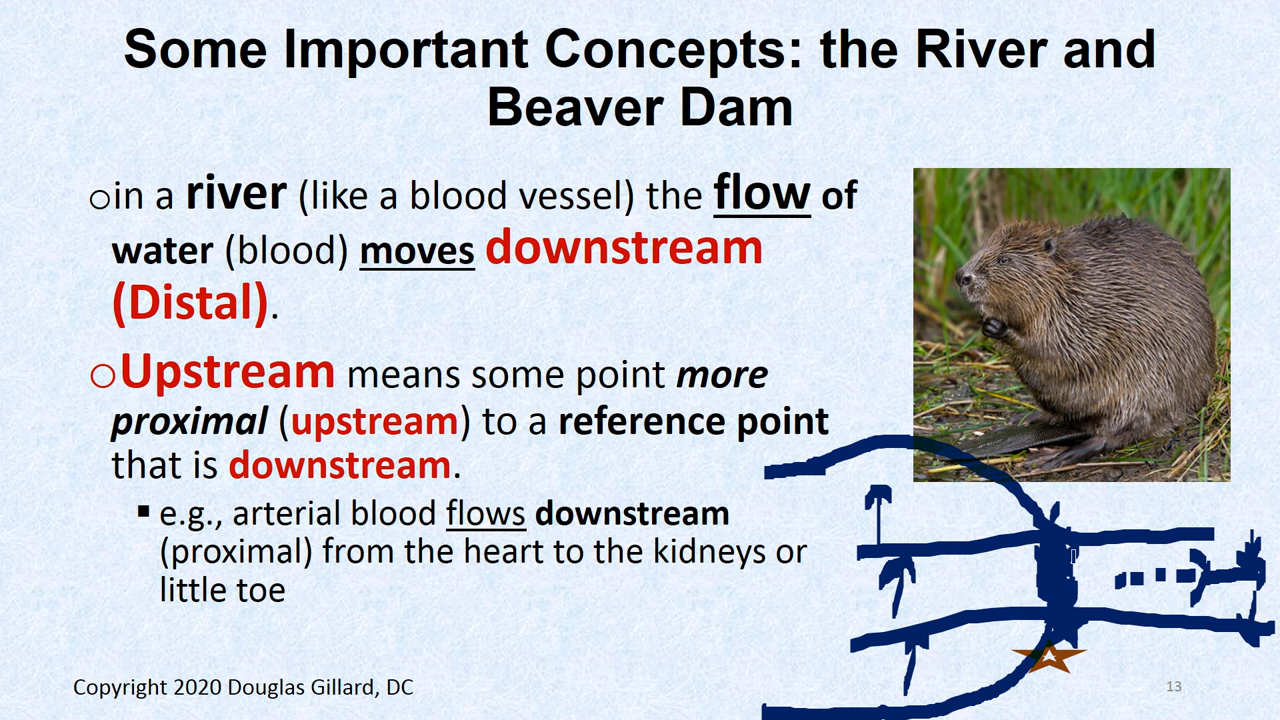 Some Important Concepts: the River and
Beaver Dam
○in a river (like a blood vessel) the flow of
water (blood) moves downstream
(Distal).
○Upstream means some point more
proximal (upstream) to a reference point
that is downstream.
▪ e.g., arterial blood flows downstream
(proximal) from the heart to the kidneys or
little toe
Copyright 2020 Douglas Gillard, DC
13